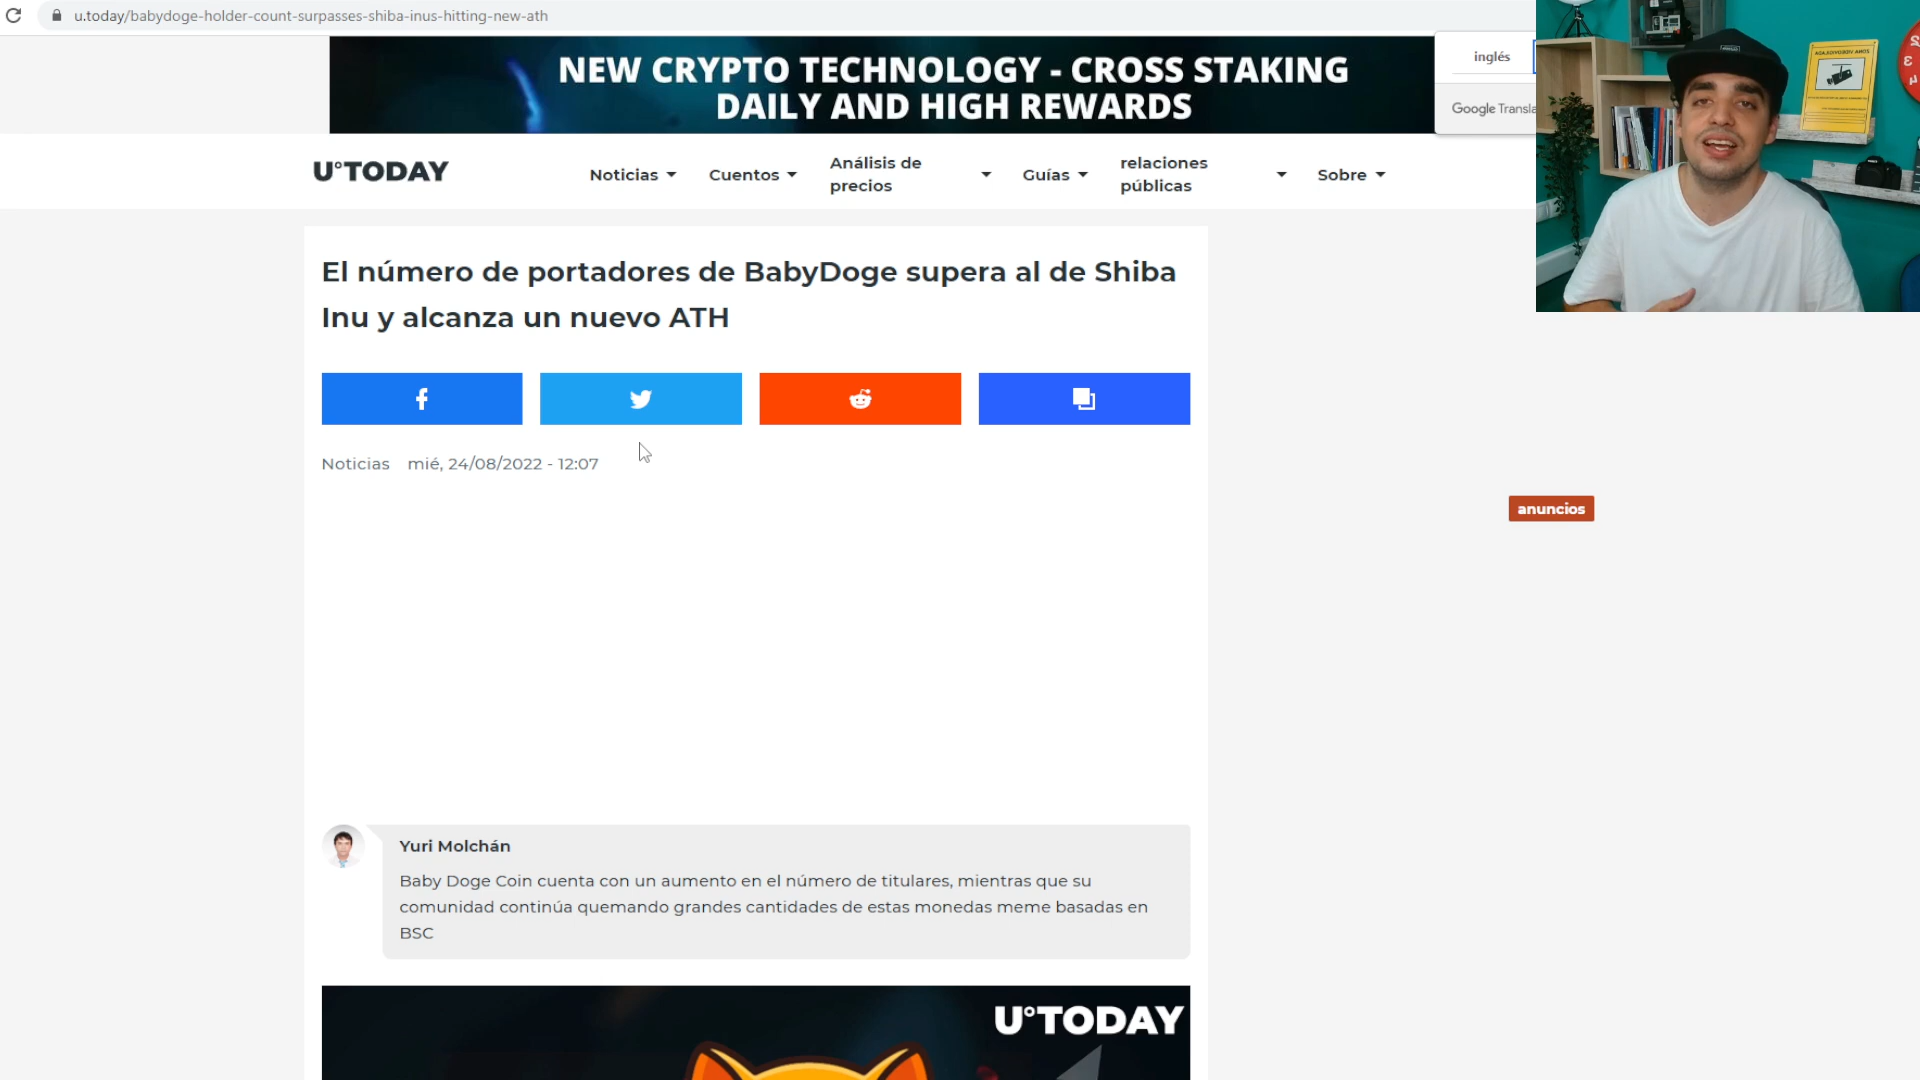 u.today/babydoge-holder-count-surpasses-shiba-inus-hitting-new-ath
NEW CRYPTO TECHNOLOGY - CROSS STAKING
DAILY AND HIGH REWARDS
inglés
Google
U°TODAY
Noticias
Cuentos
Análisis de
precios
Guías
relaciones
públicas
Sobre
El número de portadores de BabyDoge supera al de Shiba
Inu y alcanza un nuevo ATH
Noticias mié, 24/08/2022 - 12:07
anuncios
Yuri Molchán
Baby Doge Coin cuenta con un aumento en el número de titulares, mientras que su
comunidad continúa quemando grandes cantidades de estas monedas meme basadas en
BSC
U°TODAY